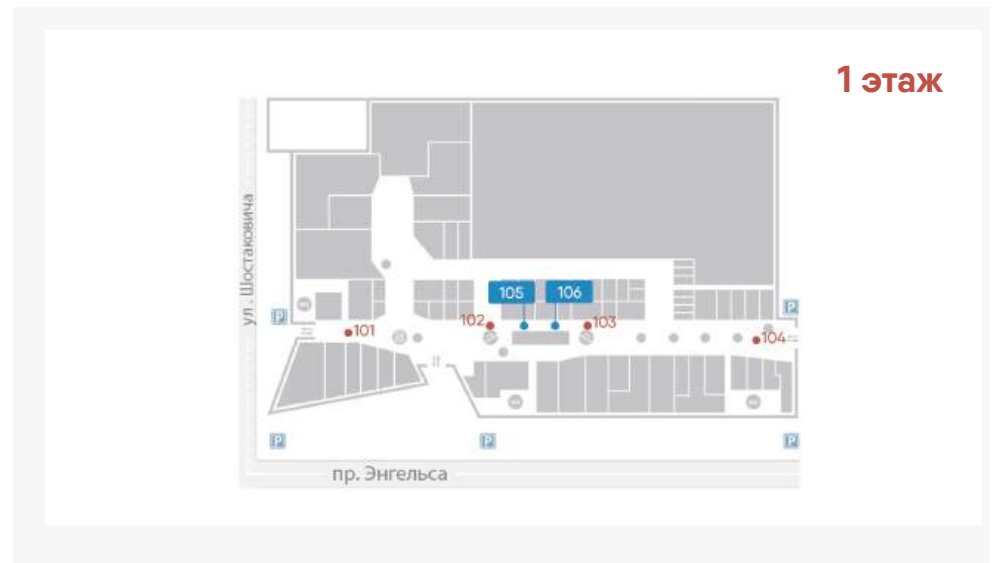 1 этаж
ул . Шостаковича
105
106
102
103
101
104
P
P
P
P
P
пр. Энгельса